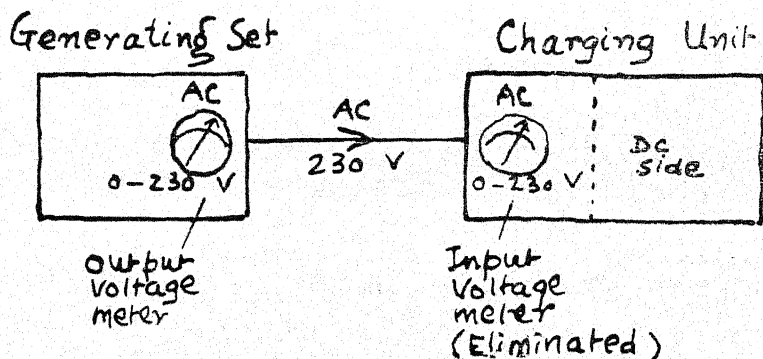 Generating Set
Charging Unit
AC
0-230 V
AC
230 V
AC
0-230 V
DC
side
output
voltage
meter
Input
voltage
meter
(Eliminated)